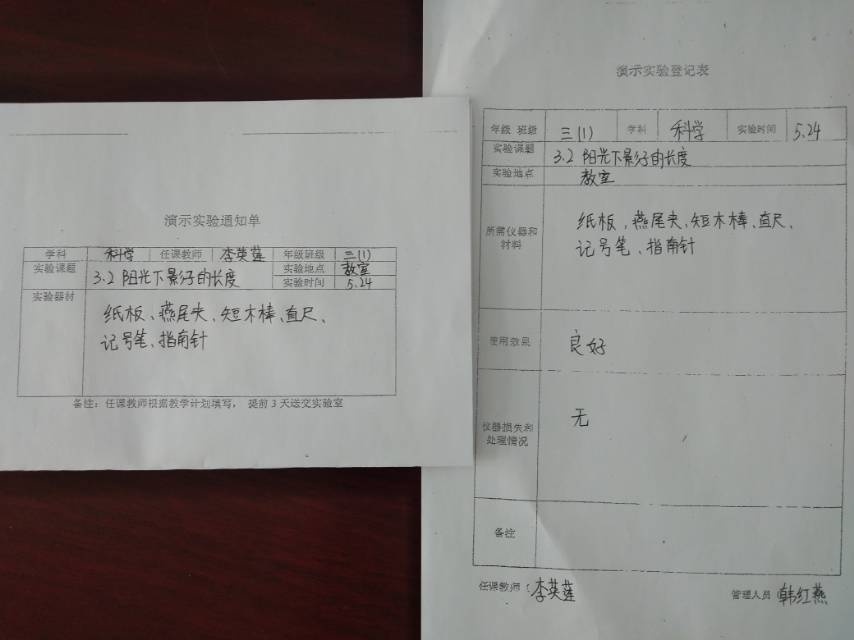 演示实验通知单
学科 科学 任课教师 李英莲 年级班级 三(1)
实验课题 3.2 阳光下影子的长度 实验地点 教室
实验时间 5.24
实验器材 纸板、燕尾夹、短木棒、直尺、
记号笔、指南针
备注：任课教师根据教学计划填写， 提前3天送交实验室
演示实验登记表
年级 班级 三(1) 学科 科学 实验时间 5.24
实验课题 3.2 阳光下影子的长度
实验地点 教室
所需仪器和材料 纸板、燕尾夹、短木棒、直尺、
记号笔、指南针
使用效果 良好
仪器损失和处理情况 无
备注
任课教师： 李英莲 管理人员： 韩红燕